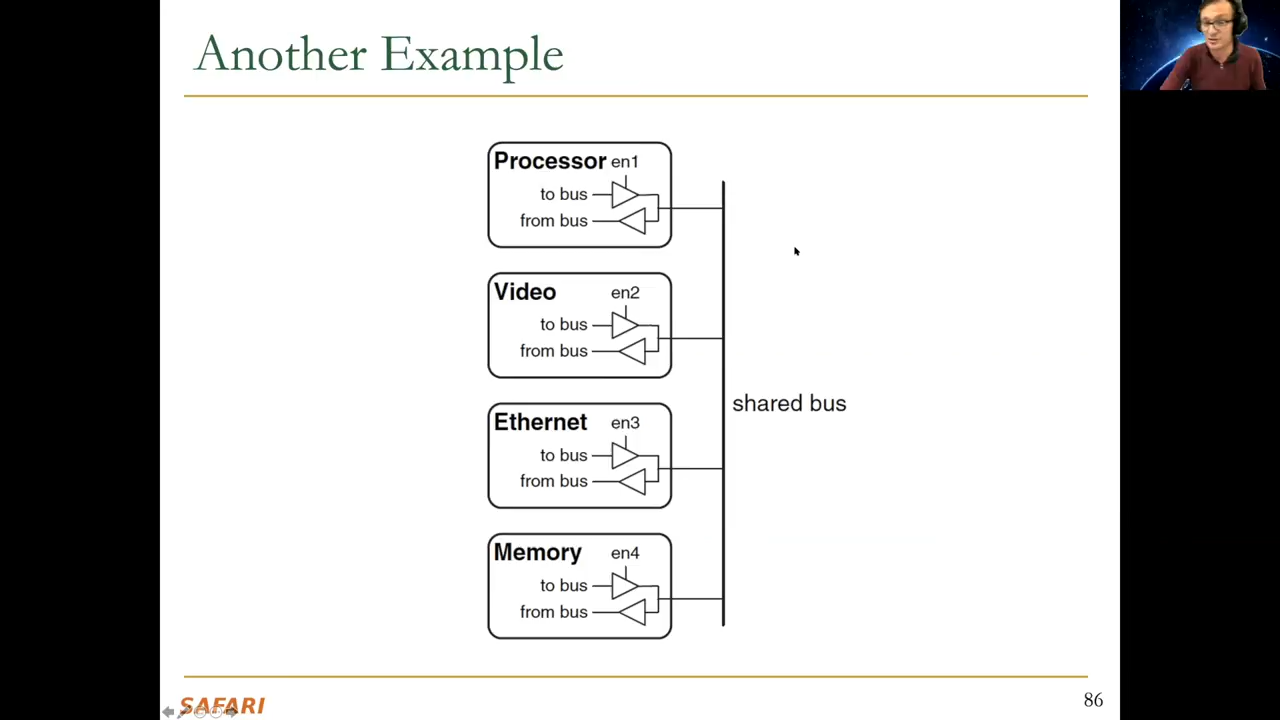 Another Example
Processor en1
to bus
from bus
Video en2
to bus
from bus
shared bus
Ethernet en3
to bus
from bus
Memory en4
to bus
from bus
SAFARI
86